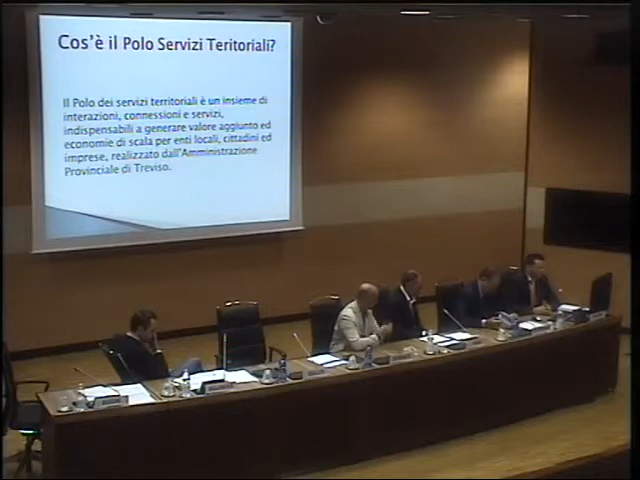 Cos'è il Polo Servizi Teritoriali?
Il Polo dei servizi territoriali è un insieme di
interazioni, connessioni e servizi,
indispensabili a generare valore aggiunto ed
economie di scala per enti locali, cittadini ed
imprese, realizzato dall'Amministrazione
Provinciale di Treviso.